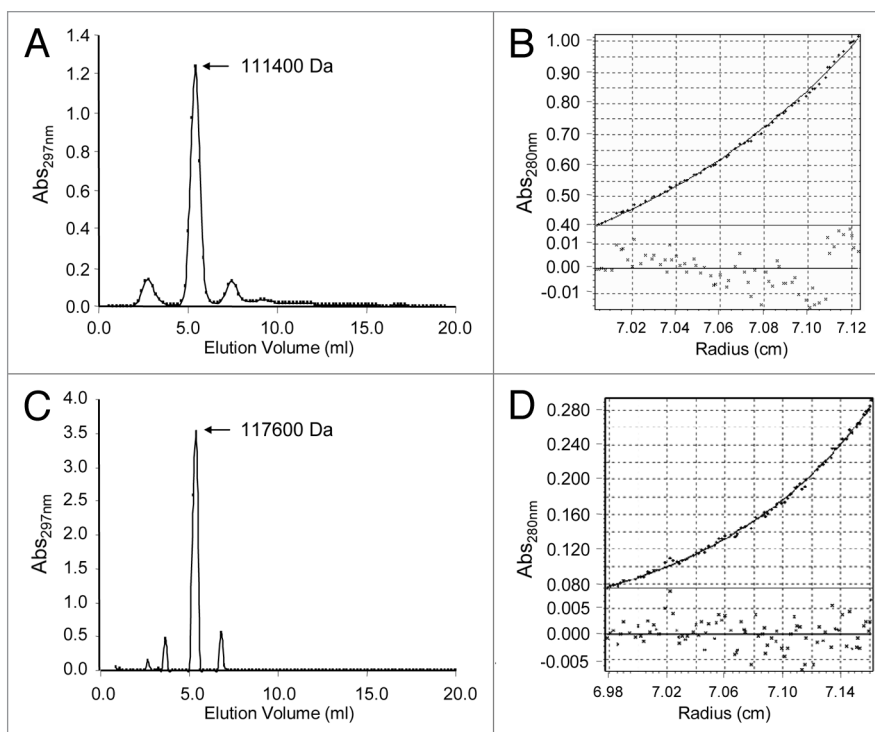 A
1.4
1.2
1.0
0.8
0.6
0.4
0.2
0.0
Abs297nm
111400 Da
0.0 5.0 10.0 15.0 20.0
Elution Volume (ml)
B
1.00
0.90
0.80
0.70
0.60
0.50
0.40
0.01
0.00
-0.01
Abs280nm
7.02 7.04 7.06 7.08 7.10 7.12
Radius (cm)
C
4.0
3.5
3.0
2.5
2.0
1.5
1.0
0.5
0.0
Abs297nm
117600 Da
0.0 5.0 10.0 15.0 20.0
Elution Volume (ml)
D
0.280
0.240
0.200
0.160
0.120
0.080
0.005
0.000
-0.005
Abs280nm
6.98 7.02 7.06 7.10 7.14
Radius (cm)